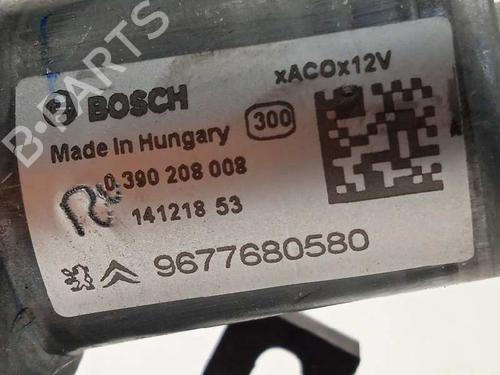 B-PARTS
xACOx12V
BOSCH
Made in Hungary 300
0 390 208 008
141218 53
9677680580